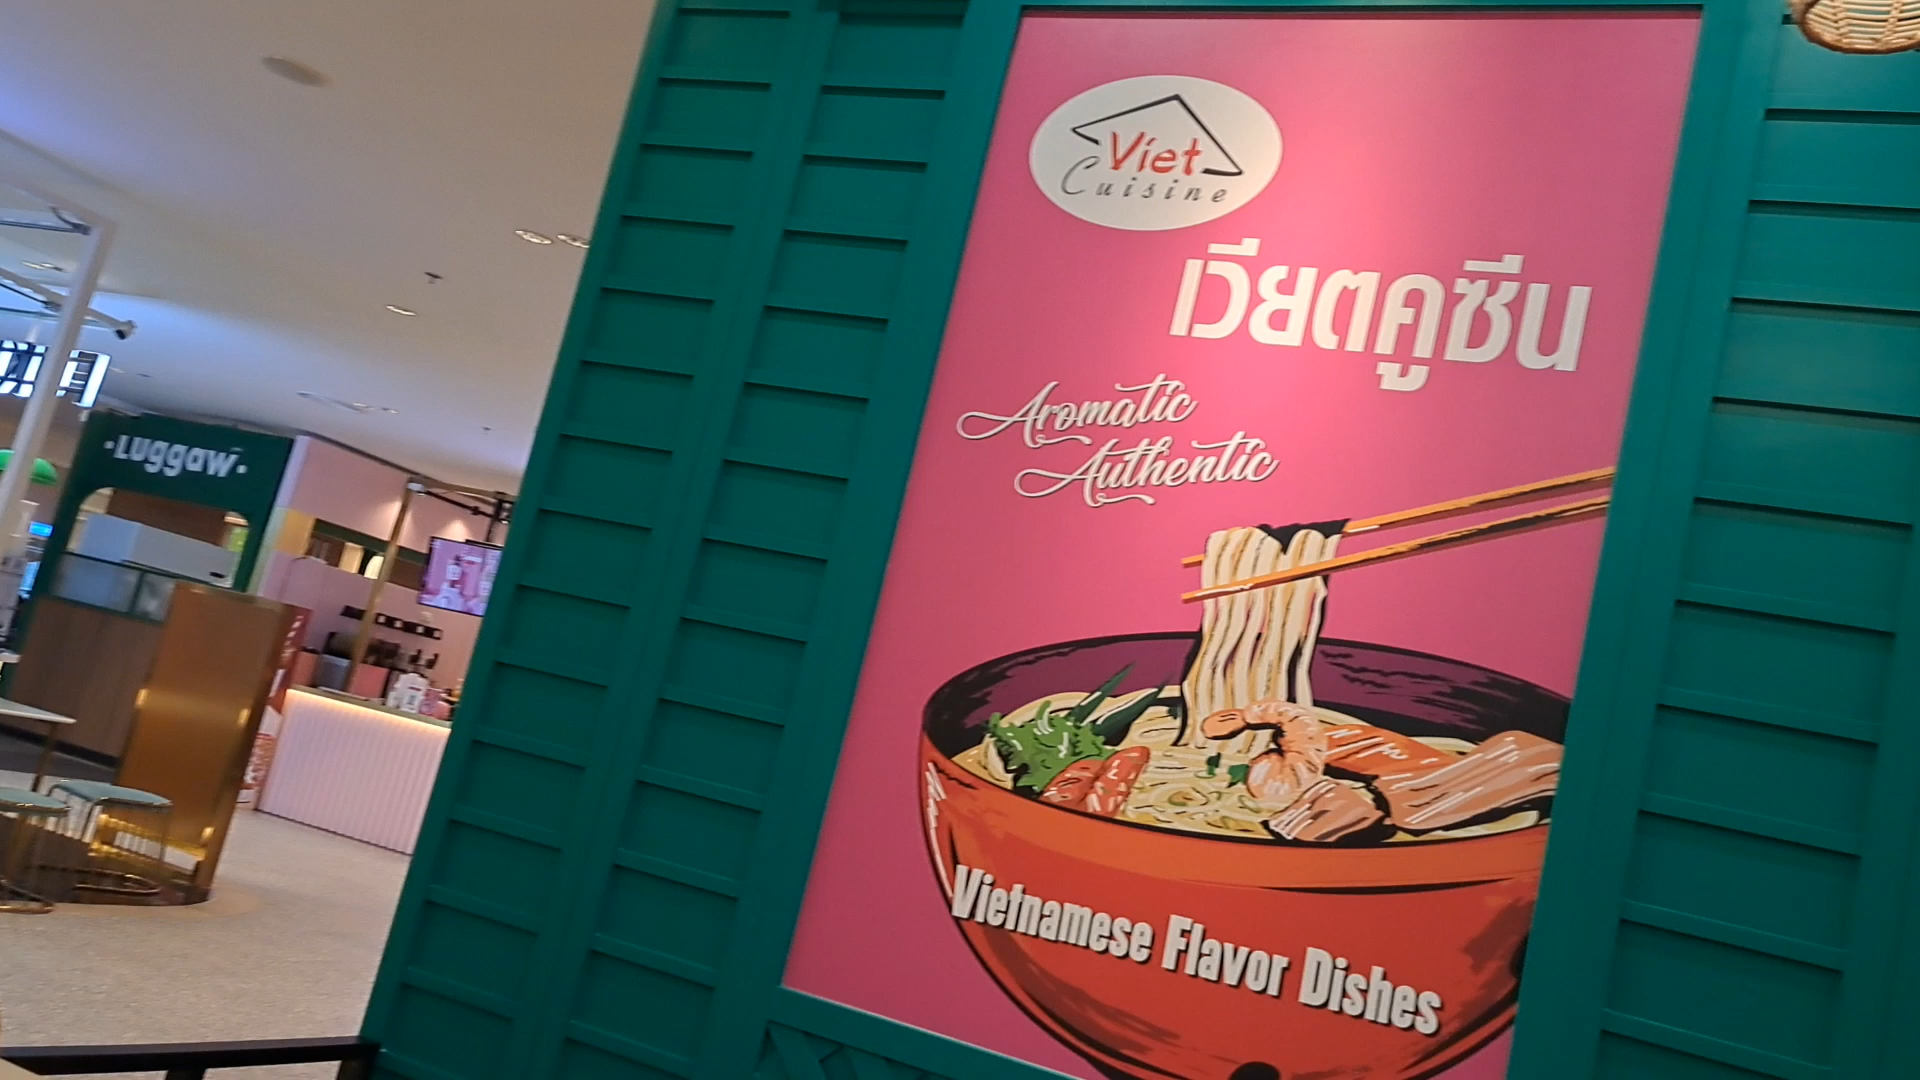 Viet
Cuisine
เวียตคูซีน
Aromatic
Authentic
Vietnamese Flavor Dishes
·Luggaw·